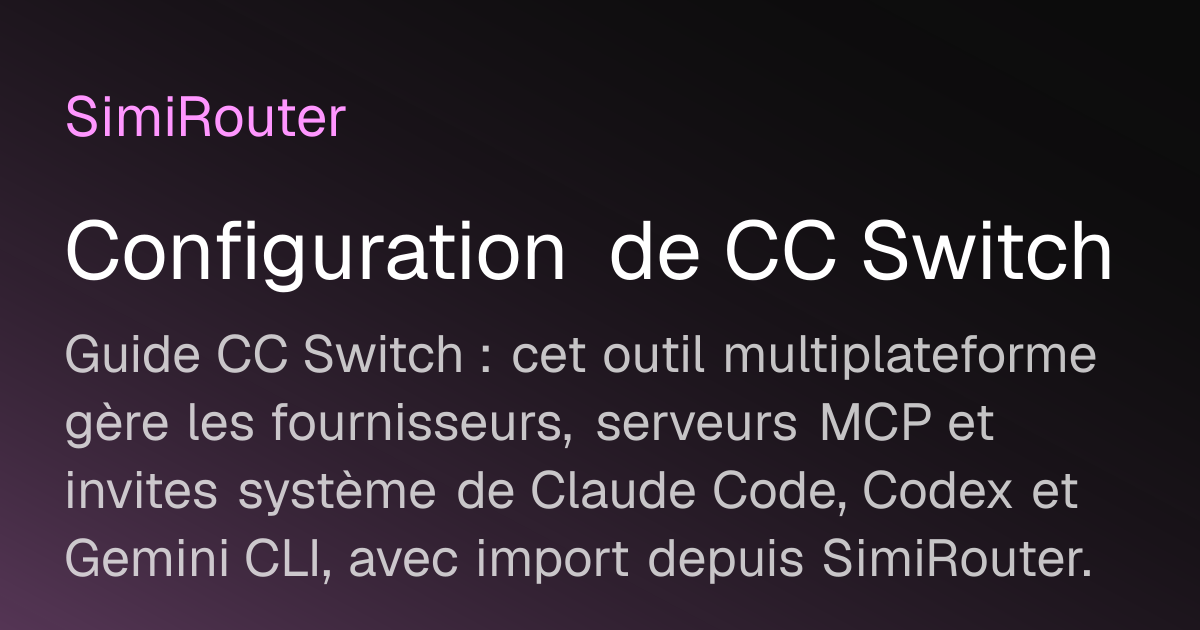 SimiRouter
Configuration de CC Switch
Guide CC Switch : cet outil multiplateforme
gère les fournisseurs, serveurs MCP et
invites système de Claude Code, Codex et
Gemini CLI, avec import depuis SimiRouter.